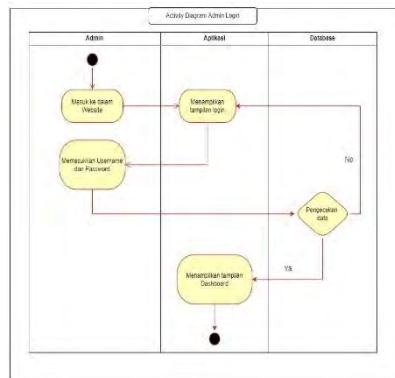 Activity Diagram Admin Login
Admin
Aplikasi
Database
Masuk ke dalam
Website
Menampilkan
tampilan login
Memasukkan Username
dan Password
No
Pengecekan
data
Ya
Menampilkan tampilan
Dashboard